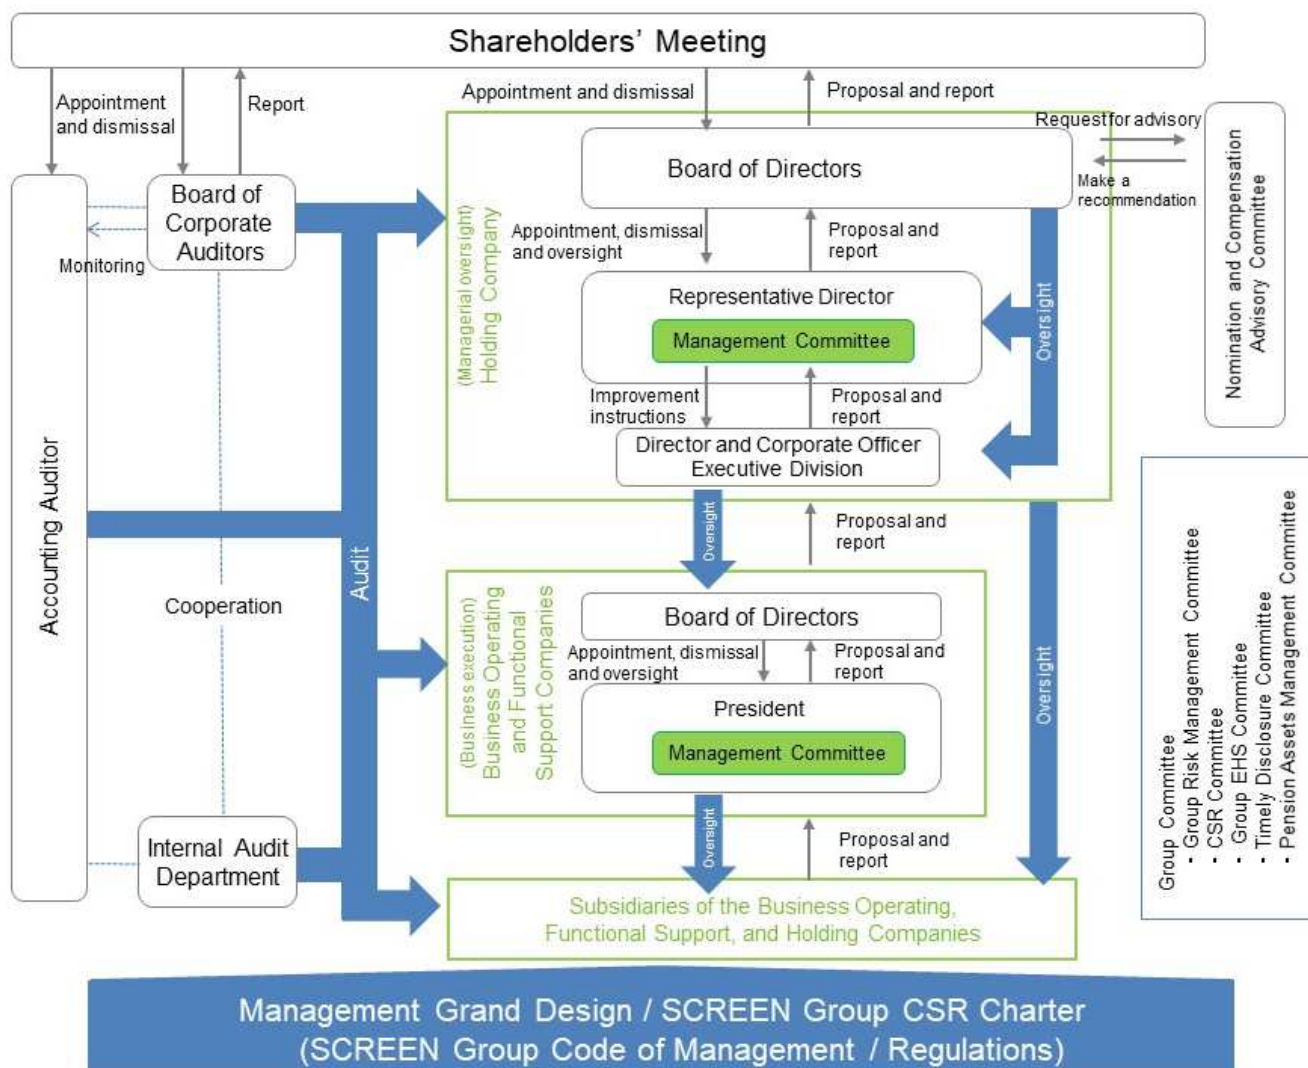 Shareholders' Meeting
Appointment
and dismissal
Report
Appointment and dismissal
Proposal and report
Request for advisory
Make a
recommendation
Nomination and Compensation
Advisory Committee
Board of
Corporate
Auditors
Monitoring
Accounting Auditor
(Managerial oversight)
Holding Company
Board of Directors
Appointment, dismissal
and oversight
Proposal and
report
Representative Director
Management Committee
Oversight
Improvement
instructions
Proposal and
report
Director and Corporate Officer
Executive Division
Oversight
Proposal and
report
Audit
Cooperation
(Business execution)
Business Operating
and Functional
Support Companies
Board of Directors
Appointment, dismissal
and oversight
Proposal and
report
President
Management Committee
Oversight
Oversight
Proposal and
report
Group Committee
- Group Risk Management Committee
- CSR Committee
- Group EHS Committee
- Timely Disclosure Committee
- Pension Assets Management Committee
Internal Audit
Department
Subsidiaries of the Business Operating,
Functional Support, and Holding Companies
Management Grand Design / SCREEN Group CSR Charter
(SCREEN Group Code of Management / Regulations)